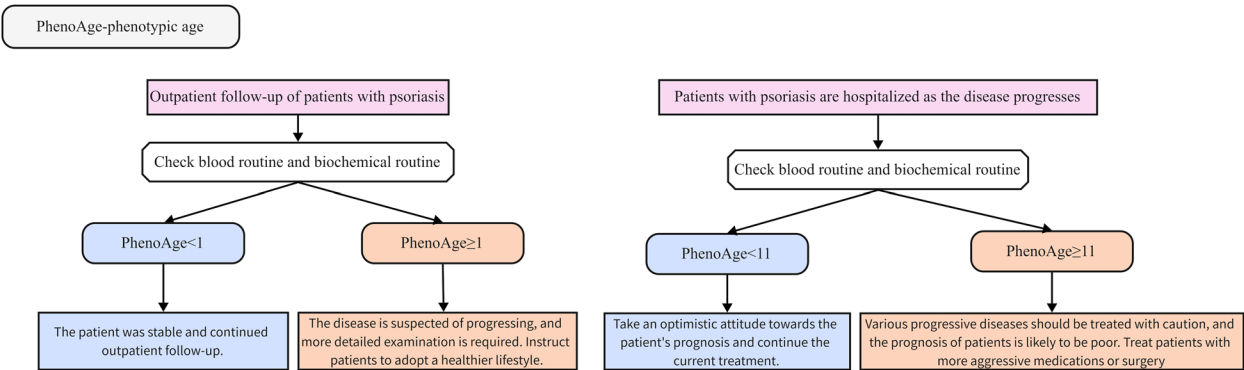 PhenoAge-phenotypic age
Outpatient follow-up of patients with psoriasis
Check blood routine and biochemical routine
PhenoAge<1
PhenoAge≥1
The patient was stable and continued
outpatient follow-up.
The disease is suspected of progressing, and
more detailed examination is required. Instruct
patients to adopt a healthier lifestyle.
Patients with psoriasis are hospitalized as the disease progresses
Check blood routine and biochemical routine
PhenoAge<11
PhenoAge≥11
Take an optimistic attitude towards the
patient's prognosis and continue the
current treatment.
Various progressive diseases should be treated with caution, and
the prognosis of patients is likely to be poor. Treat patients with
more aggressive medications or surgery